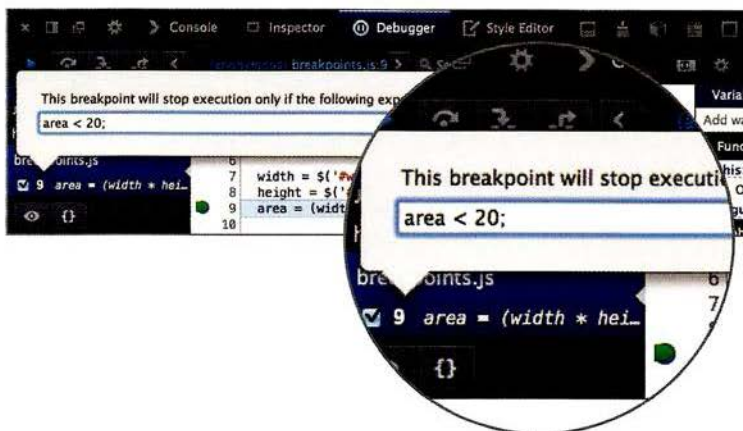 Console Inspector Debugger Style Editor
breakpoints.js:9
This breakpoint will stop execution only if the following exp
area < 20;
breakpoints.js
9 area = (width * hei…
{}
6
7 width = $('#w
8 height = $('#
9 area = (widt
10
Varia
Add wa
Func
This breakpoint will stop executi
area < 20;
breakpoints.js
9 area = (width * hei…
{}
6
7